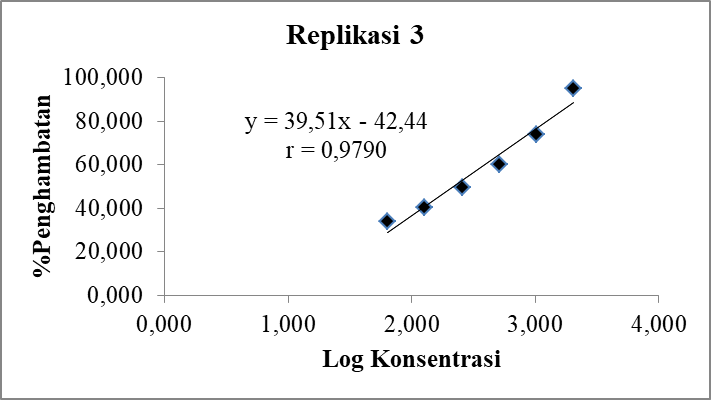 Replikasi 3
%Penghambatan
100,000
80,000
60,000
40,000
20,000
0,000
y = 39,51x - 42,44
r = 0,9790
0,000 1,000 2,000 3,000 4,000
Log Konsentrasi